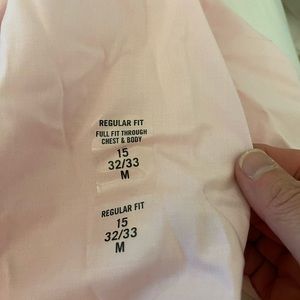 REGULAR FIT
FULL FIT THROUGH
CHEST & BODY
15
32/33
M
REGULAR FIT
15
32/33
M